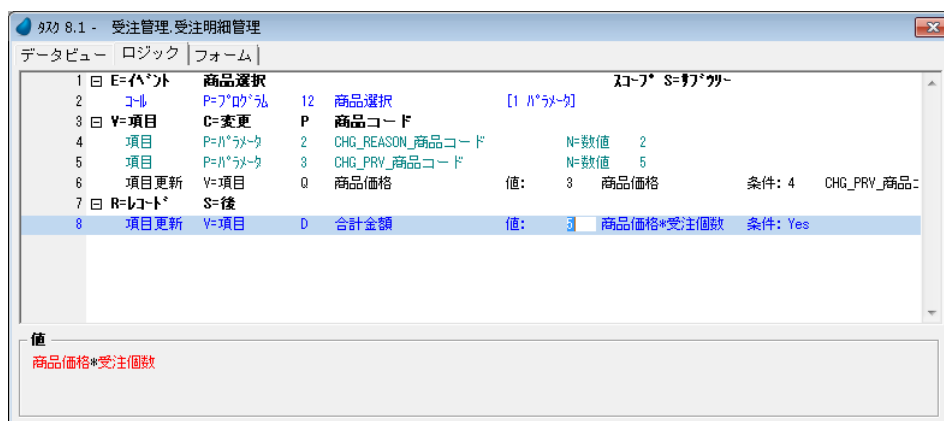 ﾀｽｸ 8.1 - 受注管理.受注明細管理
データビュー ロジック フォーム
1 E=ｲﾍﾞﾝﾄ 商品選択 ｽｺｰﾌﾟ S=ｻﾌﾞﾂﾘｰ
2 ｺｰﾙ P=ﾌﾟﾛｸﾞﾗﾑ 12 商品選択 [1 ﾊﾟﾗﾒｰﾀ]
3 V=項目 C=変更 P 商品コード
4 項目 P=ﾊﾟﾗﾒｰﾀ 2 CHG_REASON_商品コード N=数値 2
5 項目 P=ﾊﾟﾗﾒｰﾀ 3 CHG_PRV_商品コード N=数値 5
6 項目更新 V=項目 Q 商品価格 値: 3 商品価格 条件: 4 CHG_PRV_商品コ
7 R=ﾚｺｰﾄﾞ S=後
8 項目更新 V=項目 D 合計金額 値: 5 商品価格*受注個数 条件: Yes
値
商品価格*受注個数